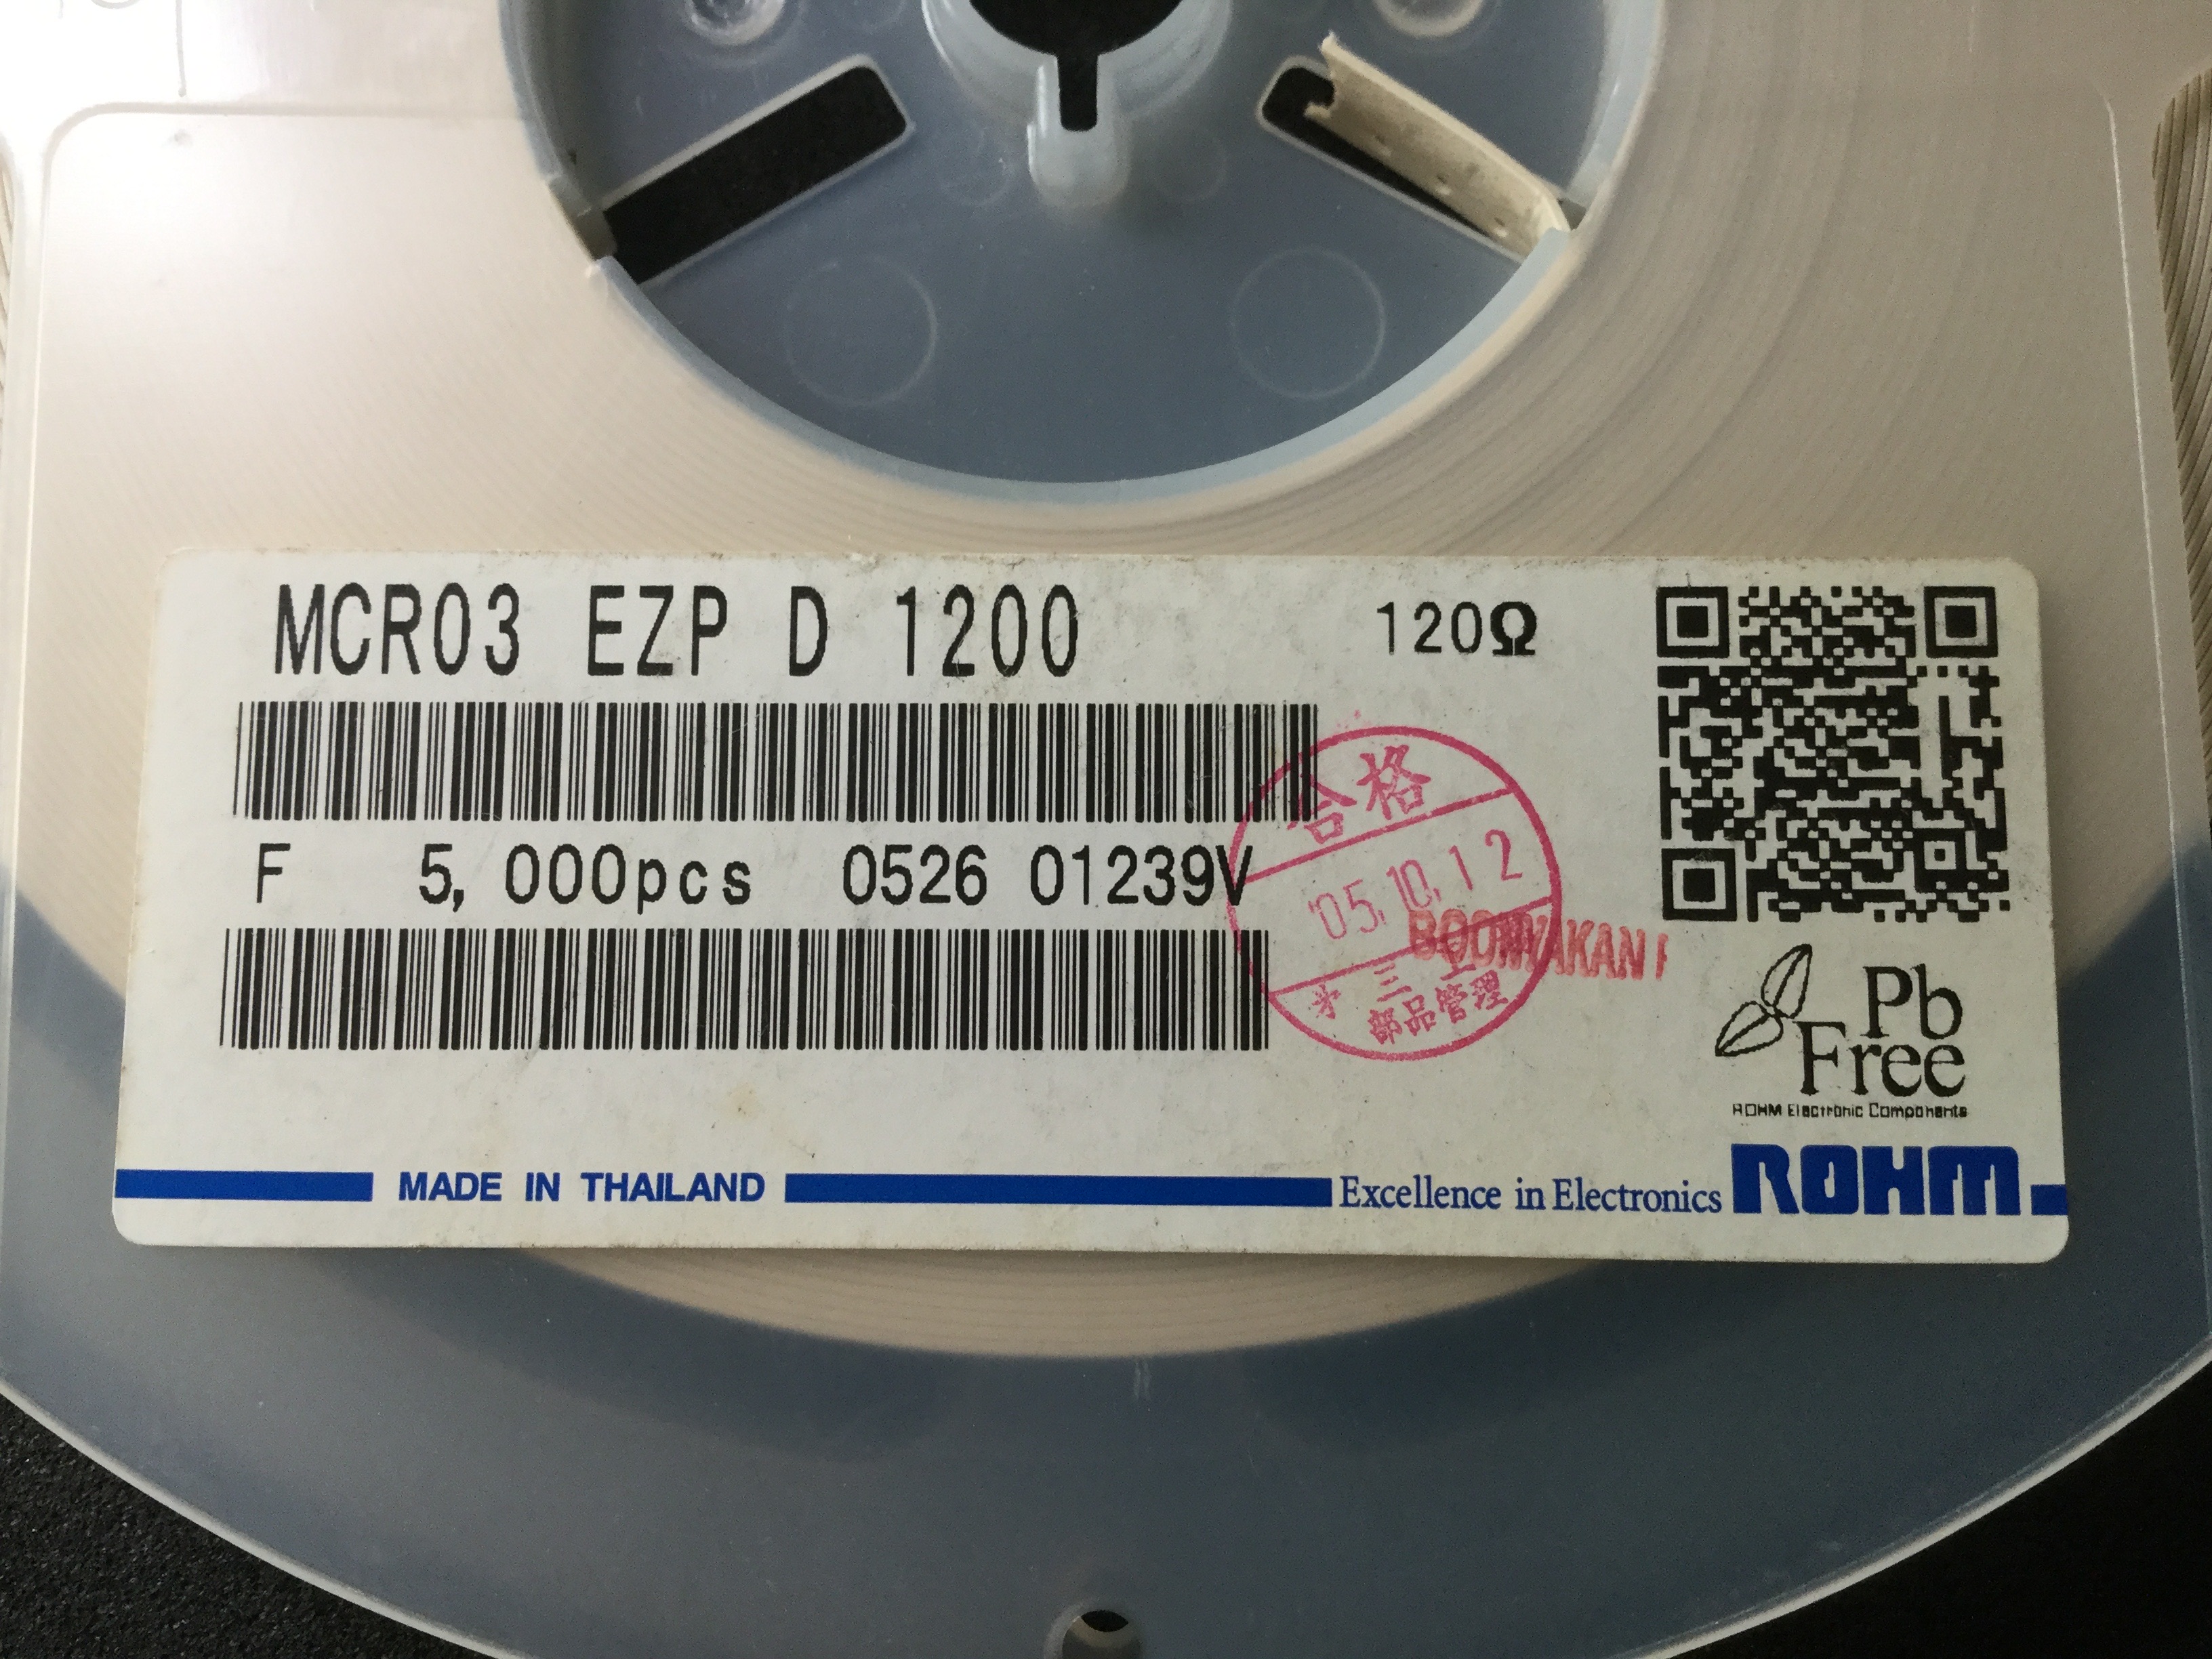 MCR03 EZP D 1200
120Ω
F 5,000pcs 0526 01239V
合格
'05.10.12
BOONYAKAN
部品管理
Pb
Free
ROHM Electronic Components
MADE IN THAILAND
Excellence in Electronics
ROHM